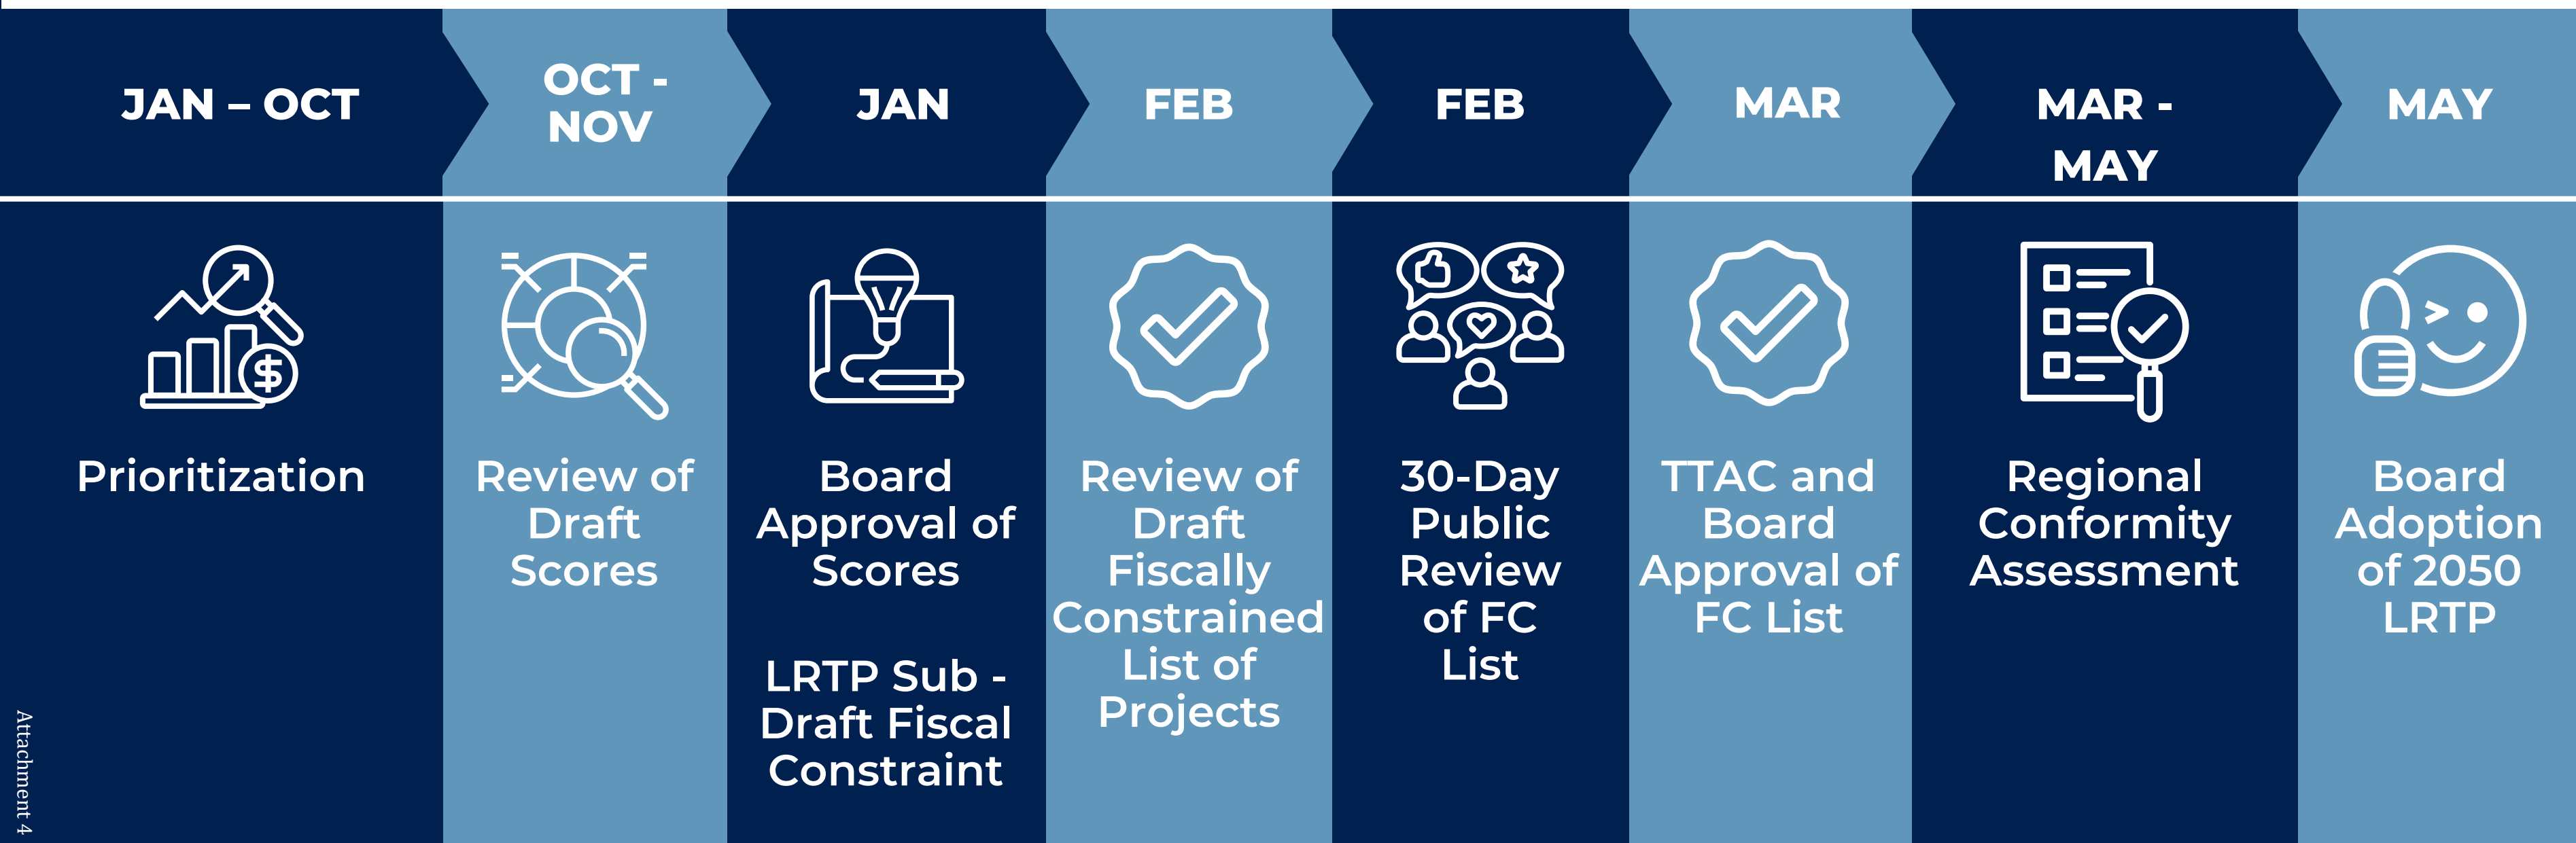 JAN – OCT
OCT -
NOV
JAN
FEB
FEB
MAR
MAR -
MAY
MAY
$
Prioritization
Review of
Draft
Scores
Board
Approval of
Scores
LRTP Sub -
Draft Fiscal
Constraint
Review of
Draft
Fiscally
Constrained
List of
Projects
30-Day
Public
Review
of FC
List
TTAC and
Board
Approval of
FC List
Regional
Conformity
Assessment
Board
Adoption
of 2050
LRTP
Attachment 4